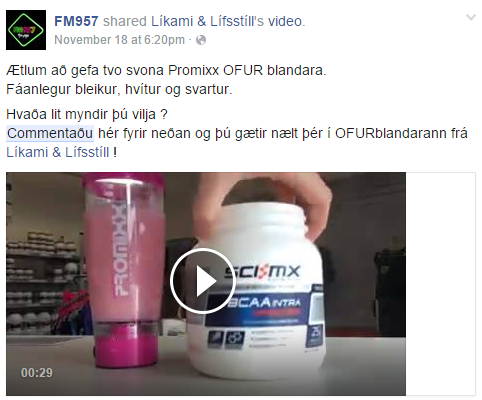 FM957 shared Líkami & Lífsstíll's video.
November 18 at 6:20pm ·
Ætlum að gefa tvo svona Promixx OFUR blandara.
Fáanlegur bleikur, hvítur og svartur.
Hvaða lit myndir þú vilja ?
Commentaðu hér fyrir neðan og þú gætir nælt þér í OFURblandarann frá
Líkami & Lífsstíll !
PROMIXX
SCI-MX
BCAA INTRA
00:29